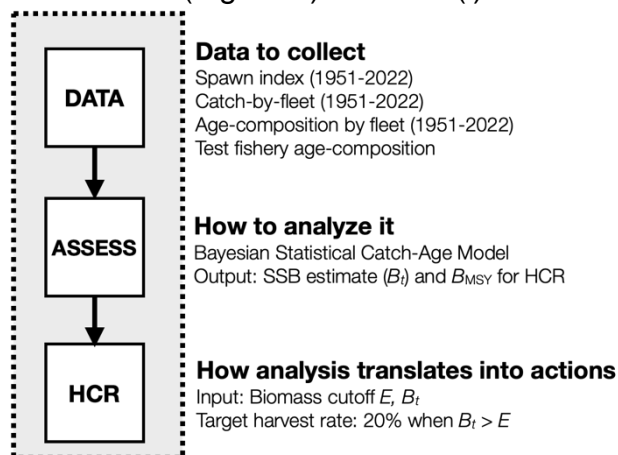 Data to collect
Spawn index (1951-2022)
DATA
Catch-by-fleet (1951-2022)
Age-composition by fleet (1951-2022)
Test fishery age-composition
How to analyze it
ASSESS
Bayesian Statistical Catch-Age Model
Output: SSB estimate (Bt) and BMSY for HCR
How analysis translates into actions
HCR
Input: Biomass cutoff E, Bt
Target harvest rate: 20% when Bt > E